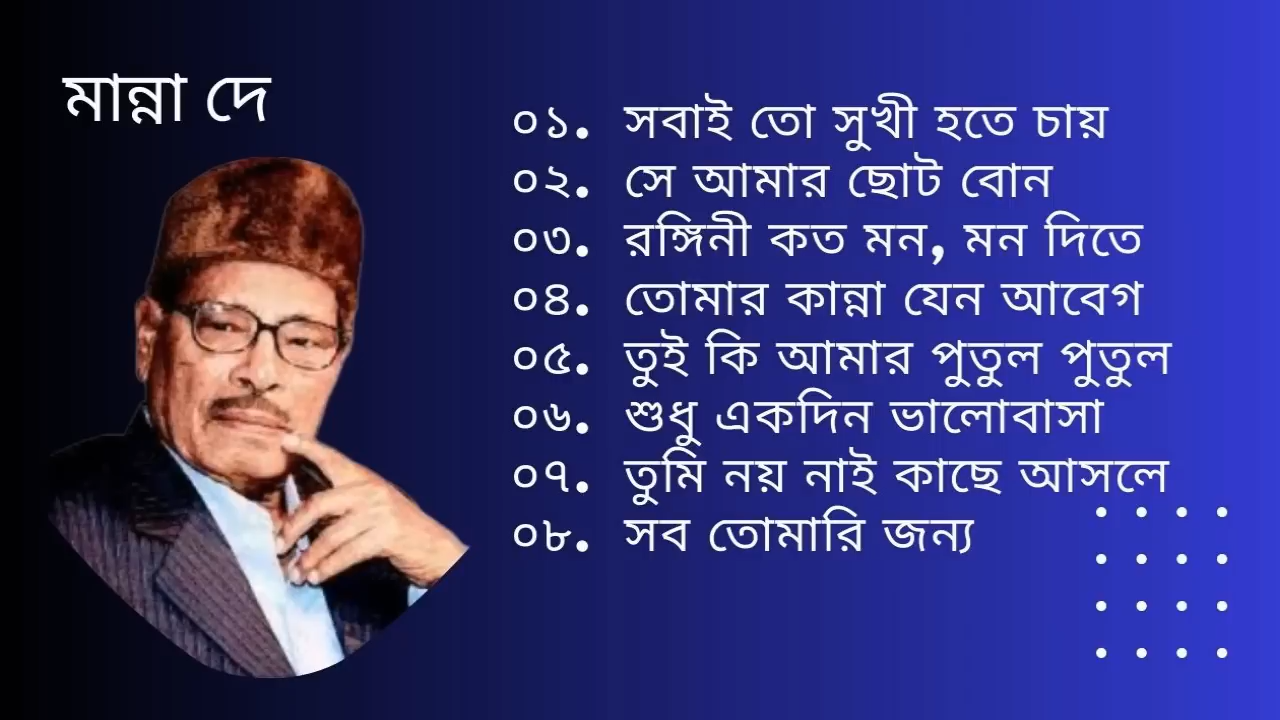 মান্না দে
০১. সবাই তো সুখী হতে চায়
০২. সে আমার ছোট বোন
০৩. রঙ্গিনী কত মন, মন দিতে
০৪. তোমার কান্না যেন আবেগ
০৫. তুই কি আমার পুতুল পুতুল
০৬. শুধু একদিন ভালোবাসা
০৭. তুমি নয় নাই কাছে আসলে
০৮. সব তোমারি জন্য